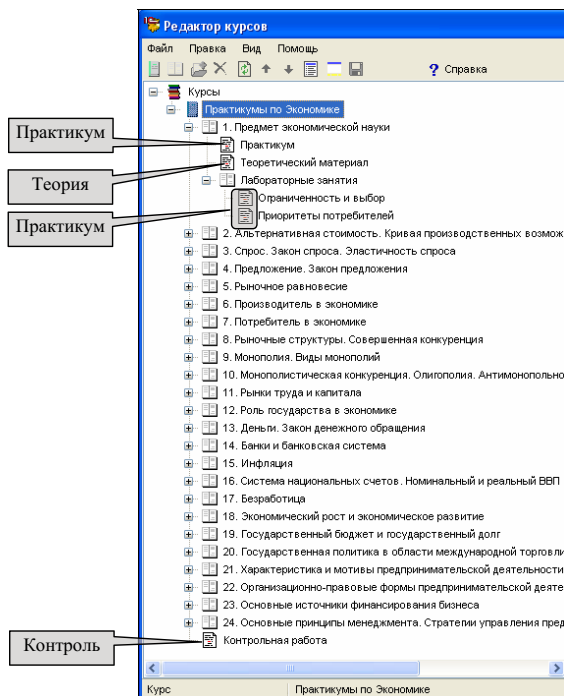 Редактор курсов
Файл Правка Вид Помощь
? Справка
Курсы
Практикумы по Экономике
1. Предмет экономической науки
Практикум
Практикум
Теория
Теоретический материал
Лабораторные занятия
Ограниченность и выбор
Практикум
Приоритеты потребителей
2. Альтернативная стоимость. Кривая производственных возмож
3. Спрос. Закон спроса. Эластичность спроса
4. Предложение. Закон предложения
5. Рыночное равновесие
6. Производитель в экономике
7. Потребитель в экономике
8. Рыночные структуры. Совершенная конкуренция
9. Монополия. Виды монополий
10. Монополистическая конкуренция. Олигополия. Антимонопольно
11. Рынки труда и капитала
12. Роль государства в экономике
13. Деньги. Закон денежного обращения
14. Банки и банковская система
15. Инфляция
16. Система национальных счетов. Номинальный и реальный ВВП
17. Безработица
18. Экономический рост и экономическое развитие
19. Государственный бюджет и государственный долг
20. Государственная политика в области международной торговли
21. Характеристика и мотивы предпринимательской деятельности
22. Организационно-правовые формы предпринимательской деяте
23. Основные источники финансирования бизнеса
24. Основные принципы менеджмента. Стратегии управления пред
Контроль
Контрольная работа
Курс Практикумы по Экономике